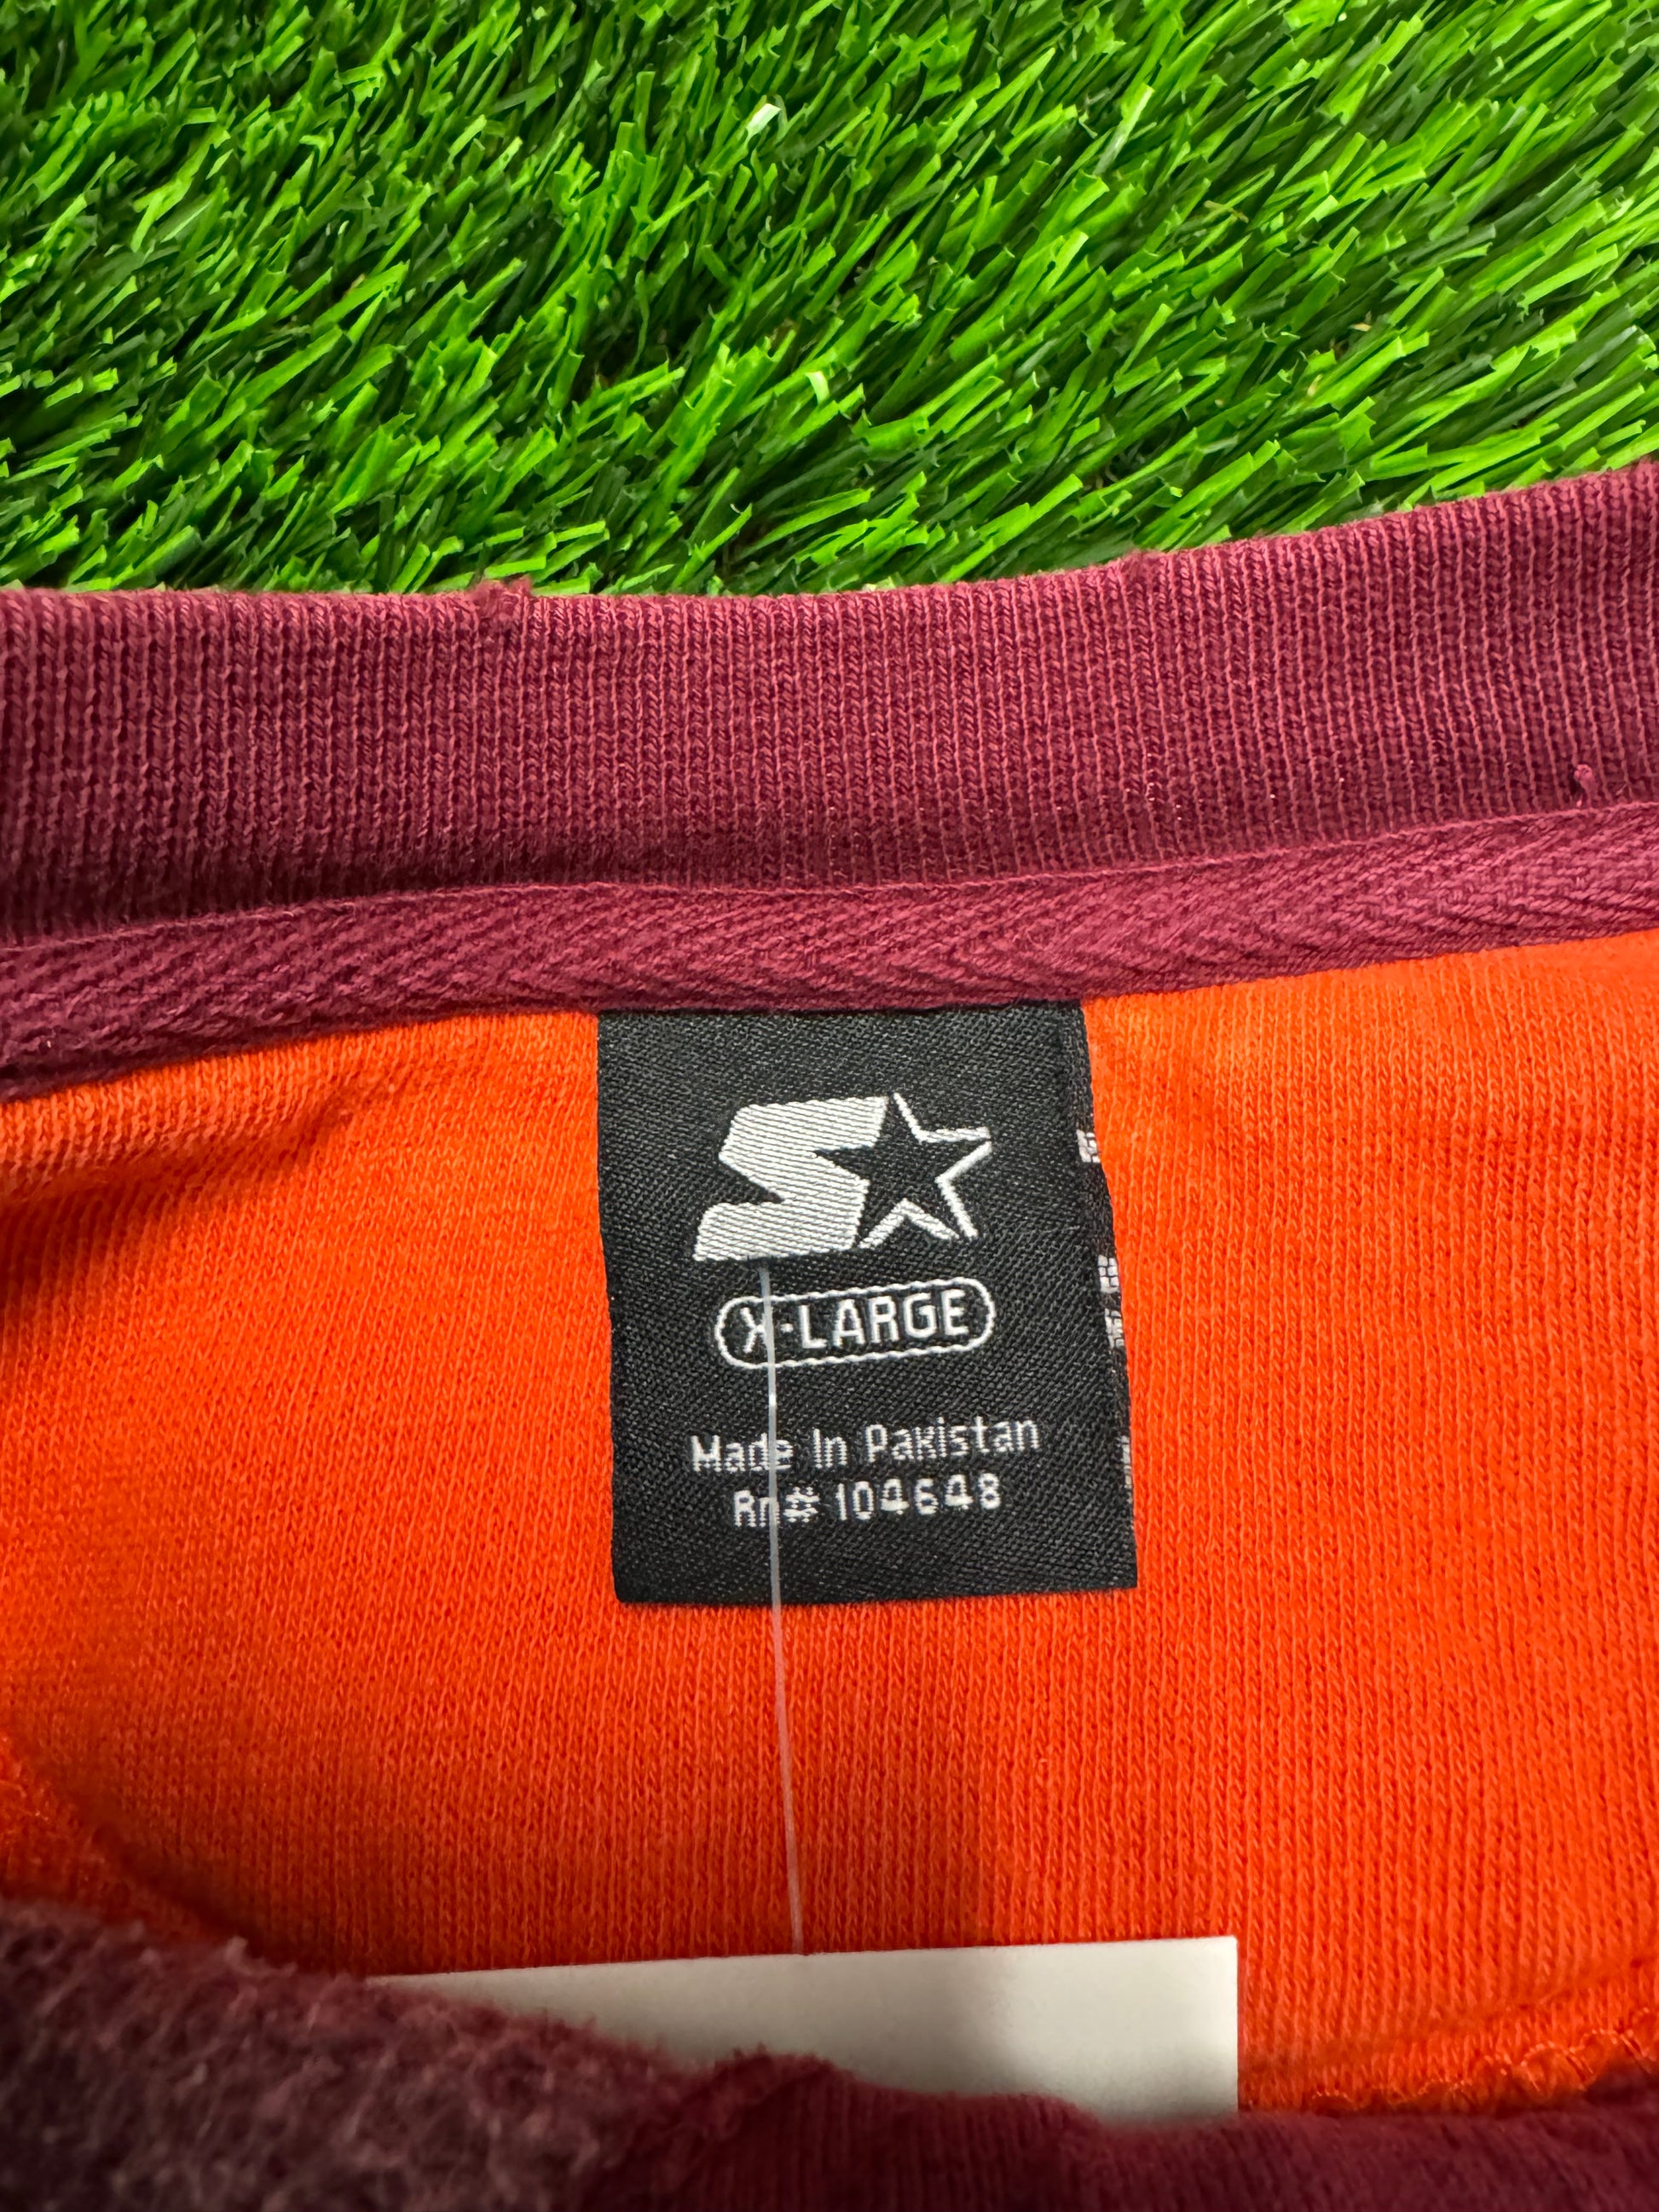 X-LARGE
Made In Pakistan
Rn# 104648